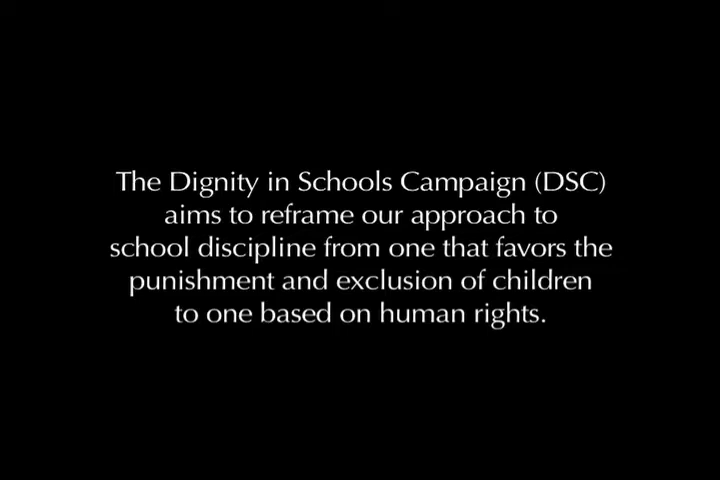 The Dignity in Schools Campaign (DSC)
aims to reframe our approach to
school discipline from one that favors the
punishment and exclusion of children
to one based on human rights.